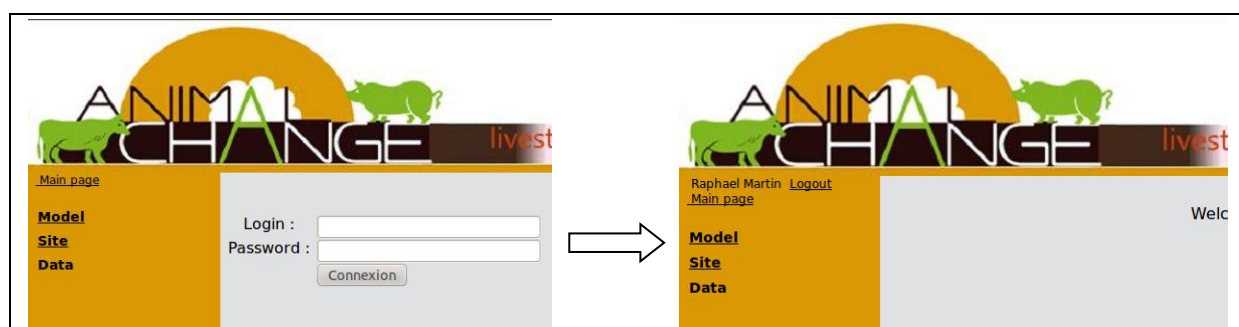 ANIMAL
CHANGE
livest
Main page
Model
Site
Data
Login :
Password :
Connexion
ANIMAL
CHANGE
livest
Raphael Martin Logout
Main page
Model
Site
Data
Welc